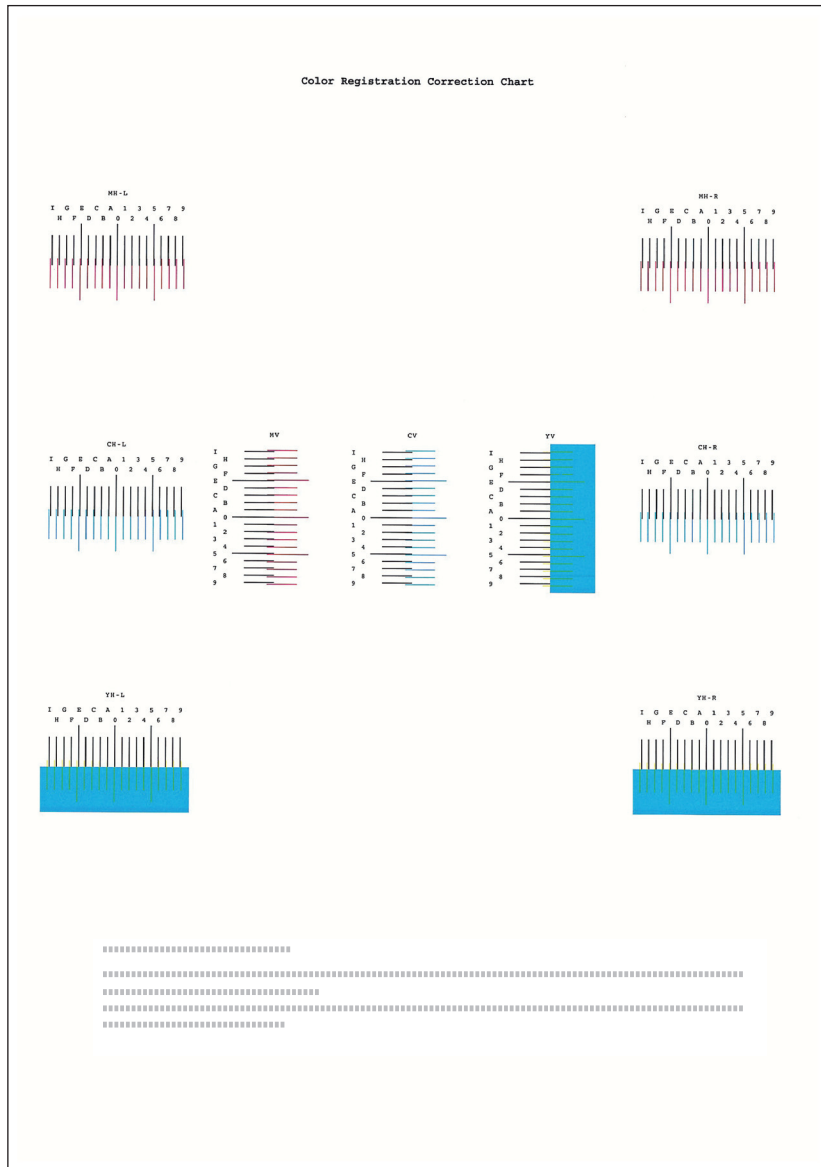 Color Registration Correction Chart
MH-L
I G E C A 1 3 5 7 9
H F D B 0 2 4 6 8
MH-R
I G E C A 1 3 5 7 9
H F D B 0 2 4 6 8
CH-L
I G E C A 1 3 5 7 9
H F D B 0 2 4 6 8
MV
I
H
G
F
E
D
C
B
A
0
1
2
3
4
5
6
7
8
9
CV
I
H
G
F
E
D
C
B
A
0
1
2
3
4
5
6
7
8
9
YV
I
H
G
F
E
D
C
B
A
0
1
2
3
4
5
6
7
8
9
CH-R
I G E C A 1 3 5 7 9
H F D B 0 2 4 6 8
YH-L
I G E C A 1 3 5 7 9
H F D B 0 2 4 6 8
YH-R
I G E C A 1 3 5 7 9
H F D B 0 2 4 6 8